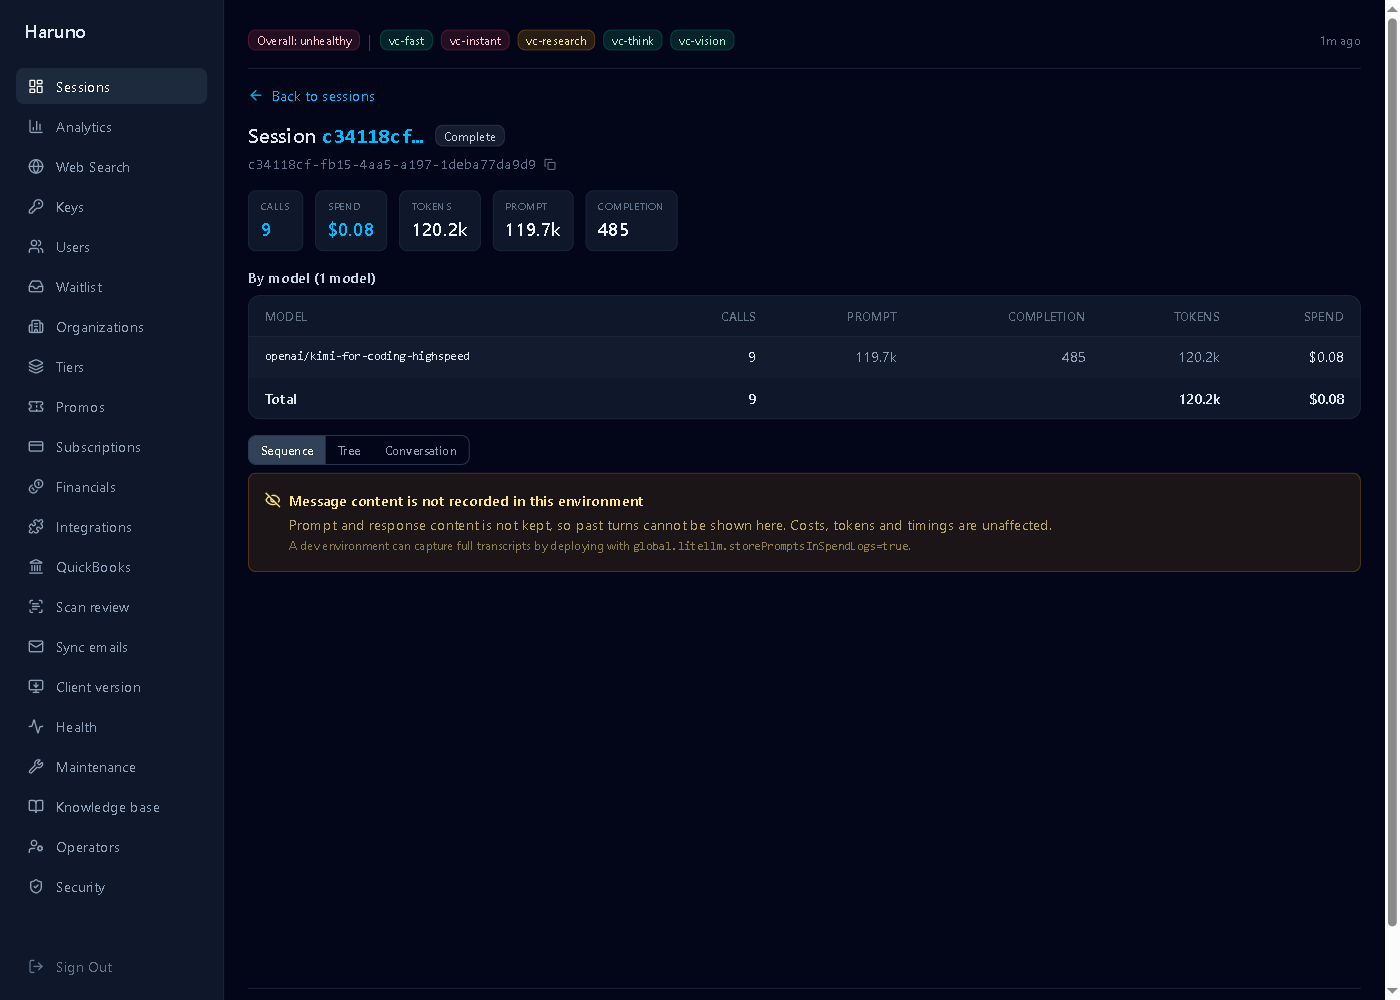 Haruno
Sessions
Analytics
Web Search
Keys
Users
Waitlist
Organizations
Tiers
Promos
Subscriptions
Financials
Integrations
QuickBooks
Scan review
Sync emails
Client version
Health
Maintenance
Knowledge base
Operators
Security
Sign Out
Overall: unhealthy | vc-fast vc-instant vc-research vc-think vc-vision 1m ago
Back to sessions
Session c34118cf… Complete
c34118cf-fb15-4aa5-a197-1deba77da9d9
CALLS SPEND TOKENS PROMPT COMPLETION
9 $0.08 120.2k 119.7k 485
By model (1 model)
MODEL CALLS PROMPT COMPLETION TOKENS SPEND
openai/kimi-for-coding-highspeed 9 119.7k 485 120.2k $0.08
Total 9 120.2k $0.08
Sequence Tree Conversation
Message content is not recorded in this environment
Prompt and response content is not kept, so past turns cannot be shown here. Costs, tokens and timings are unaffected.
A dev environment can capture full transcripts by deploying with global.litellm.storePromptsInSpendLogs=true.